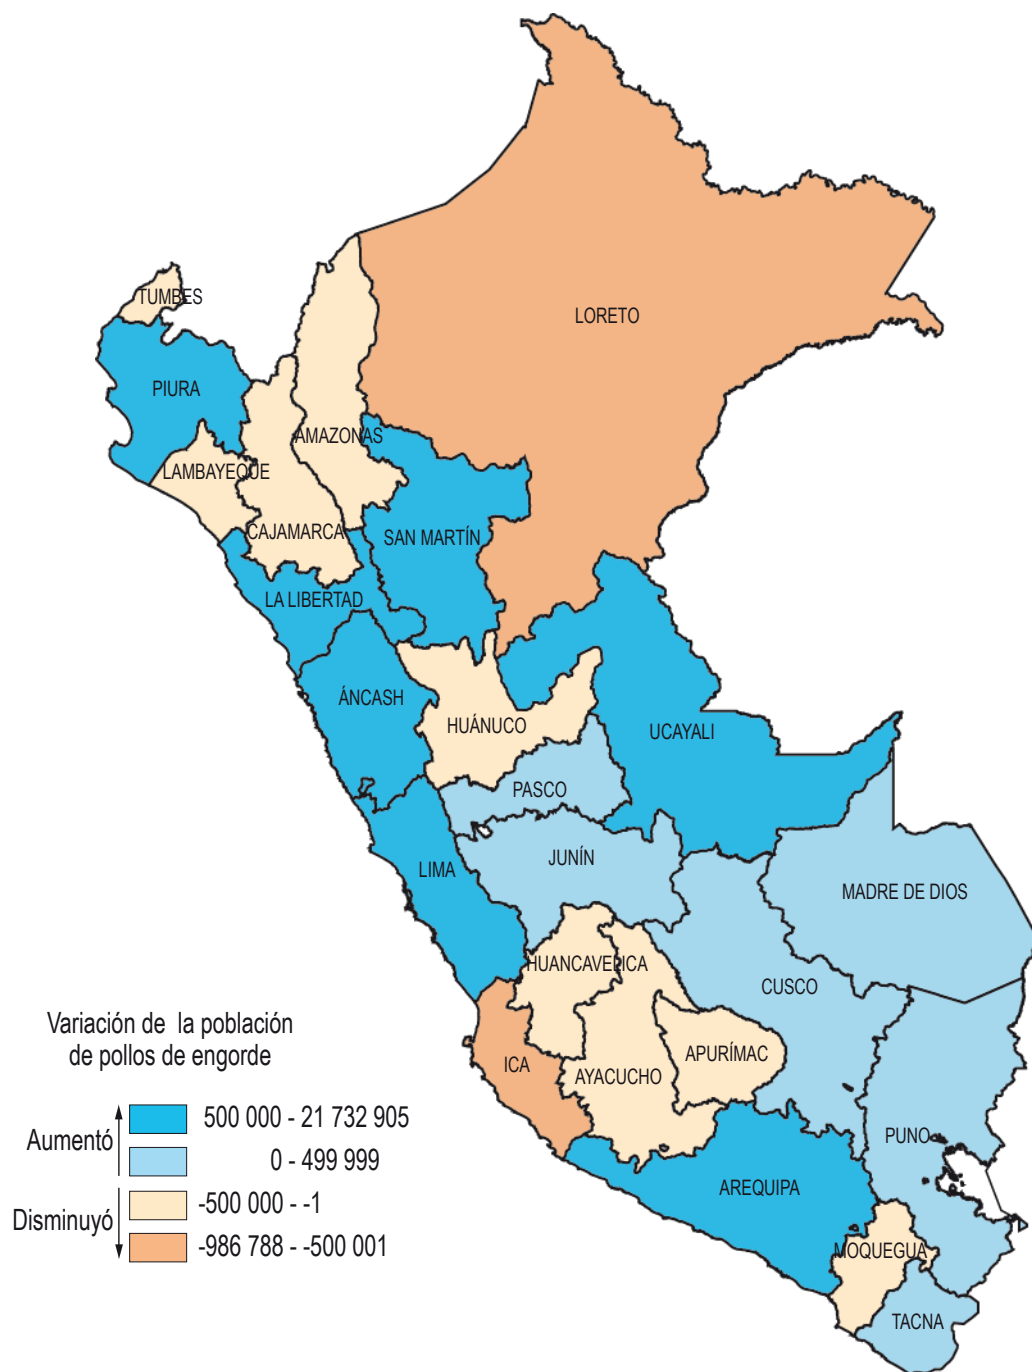 TUMBES
LORETO
PIURA
AMAZONAS
LAMBAYEQUE
CAJAMARCA
SAN MARTÍN
LA LIBERTAD
ÁNCASH
HUÁNUCO
UCAYALI
PASCO
JUNÍN
LIMA
MADRE DE DIOS
HUANCAVELICA
CUSCO
ICA
AYACUCHO
APURÍMAC
PUNO
AREQUIPA
MOQUEGUA
TACNA
Variación de la población
de pollos de engorde
Aumentó
500 000 - 21 732 905
0 - 499 999
Disminuyó
-500 000 - -1
-986 788 - -500 001